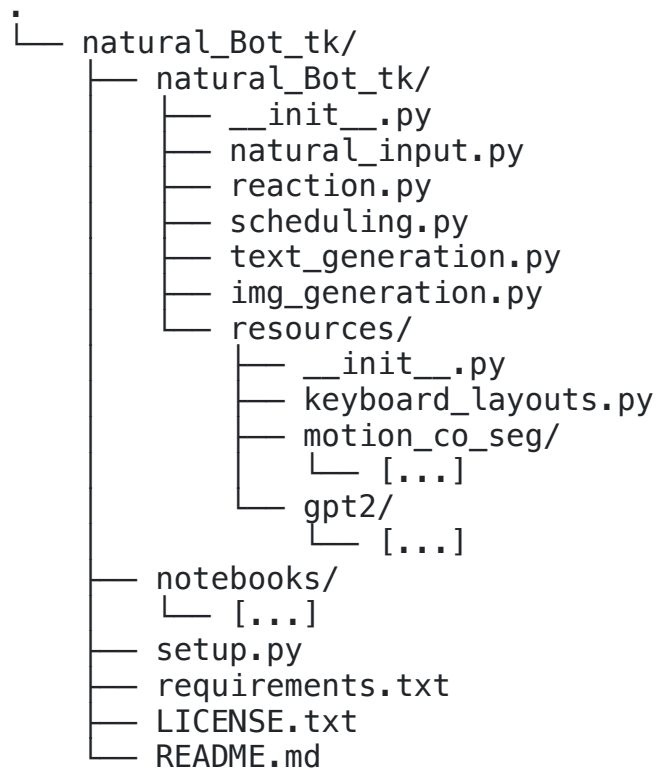 .
└── natural_Bot_tk/
    ├── natural_Bot_tk/
    │   ├── __init__.py
    │   ├── natural_input.py
    │   ├── reaction.py
    │   ├── scheduling.py
    │   ├── text_generation.py
    │   ├── img_generation.py
    │   └── resources/
    │       ├── __init__.py
    │       ├── keyboard_layouts.py
    │       ├── motion_co_seg/
    │       │   └── [...]
    │       └── gpt2/
    │           └── [...]
    ├── notebooks/
    │   └── [...]
    ├── setup.py
    ├── requirements.txt
    ├── LICENSE.txt
    └── README.md